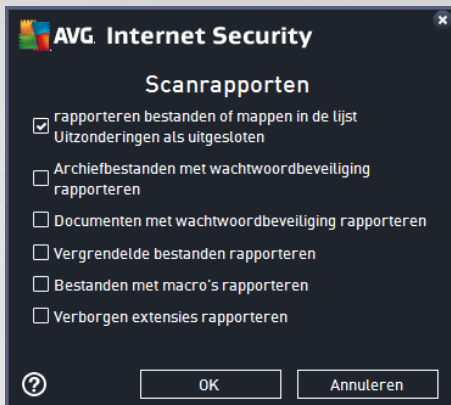 AVG. Internet Security
Scanrapporten
rapporteren bestanden of mappen in de lijst
Uitzonderingen als uitgesloten
Archiefbestanden met wachtwoordbeveiliging
rapporteren
Documenten met wachtwoordbeveiliging rapporteren
Vergrendelde bestanden rapporteren
Bestanden met macro's rapporteren
Verborgen extensies rapporteren
? OK Annuleren